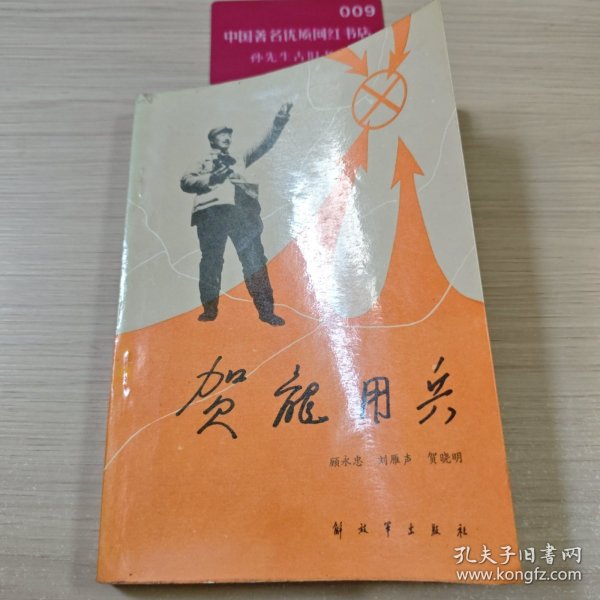 009
中国著名优质网红书店
孙先生古旧书
贺龙用兵
顾永忠 刘雁声 贺晓明
解放军出版社
孔夫子旧书网
www.kongfz.com